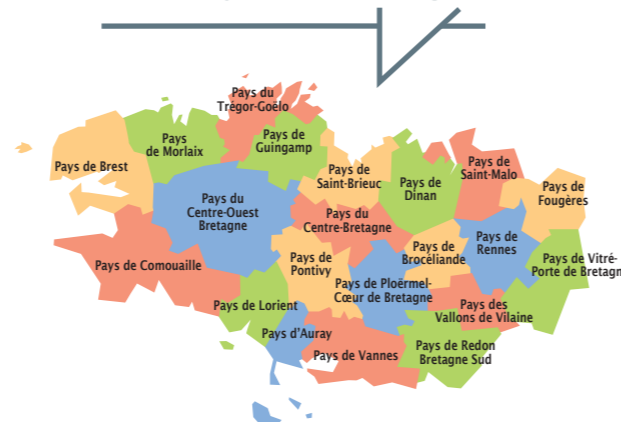 Pays du
Trégor-Goëlo
Pays
de Morlaix
Pays de
Guingamp
Pays de Brest
Pays de
Saint-Brieuc
Pays de
Dinan
Pays de
Saint-Malo
Pays de
Fougères
Pays du
Centre-Ouest
Bretagne
Pays du
Centre-Bretagne
Pays de
Brocéliande
Pays de
Rennes
Pays de Vitré-
Porte de Bretagn
Pays de Comouaille
Pays de
Pontivy
Pays de Ploërmel-
Cœur de Bretagne
Pays de Lorient
Pays des
Vallons de Vilaine
Pays d'Auray
Pays de Vannes
Pays de Redon
Bretagne Sud